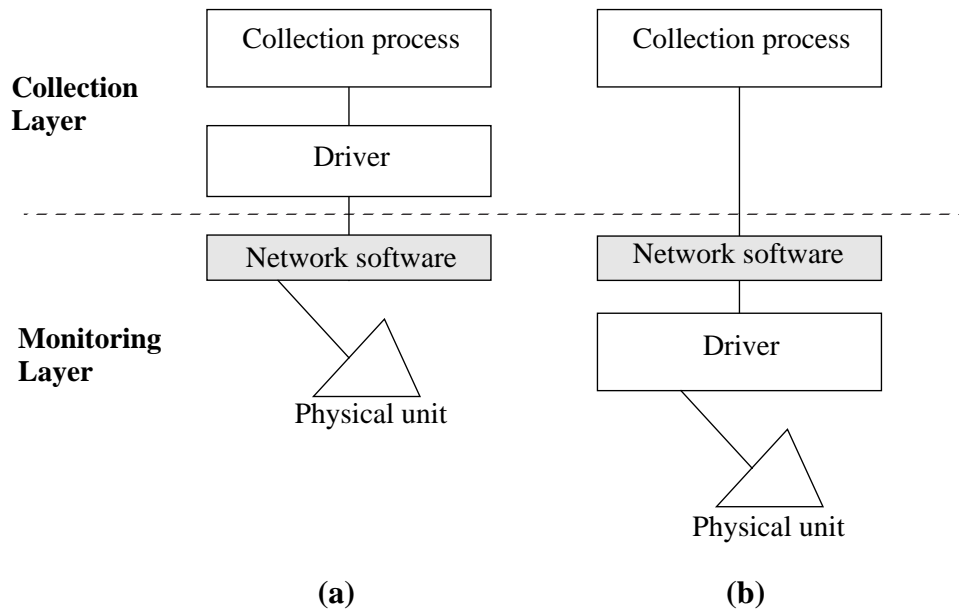 Collection process
Collection process
Collection
Layer
Driver
Network software
Network software
Monitoring
Layer
Driver
Physical unit
Physical unit
(a)
(b)